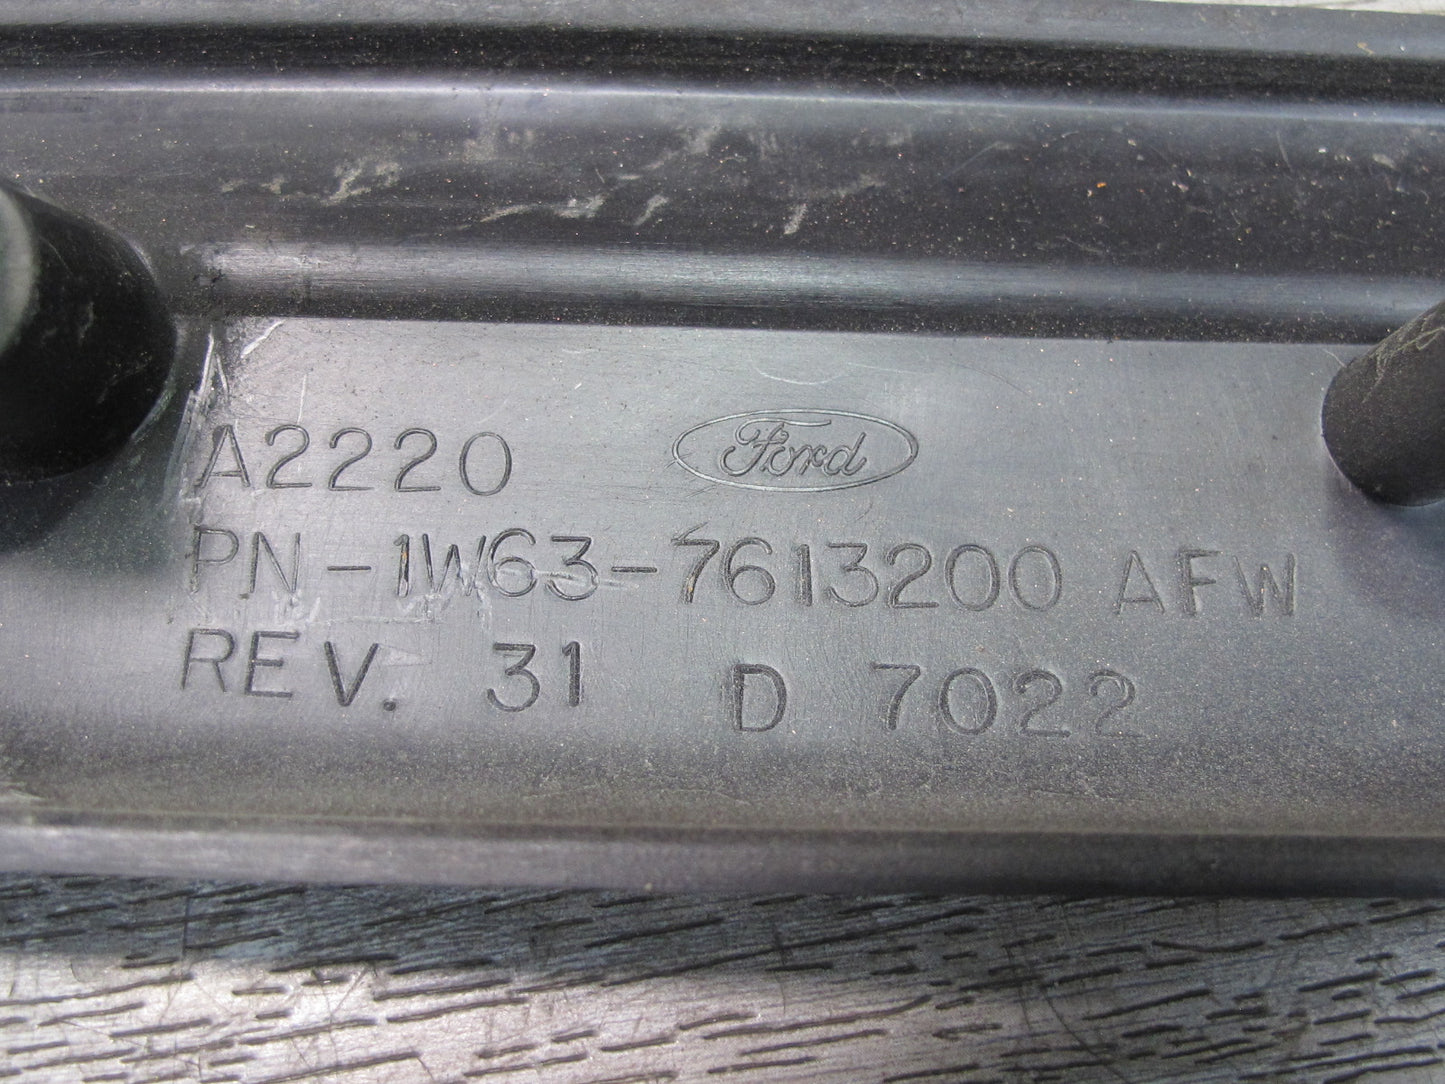 A2220 Ford
PN-1W63-7613200 AFW
REV. 31 D 7022